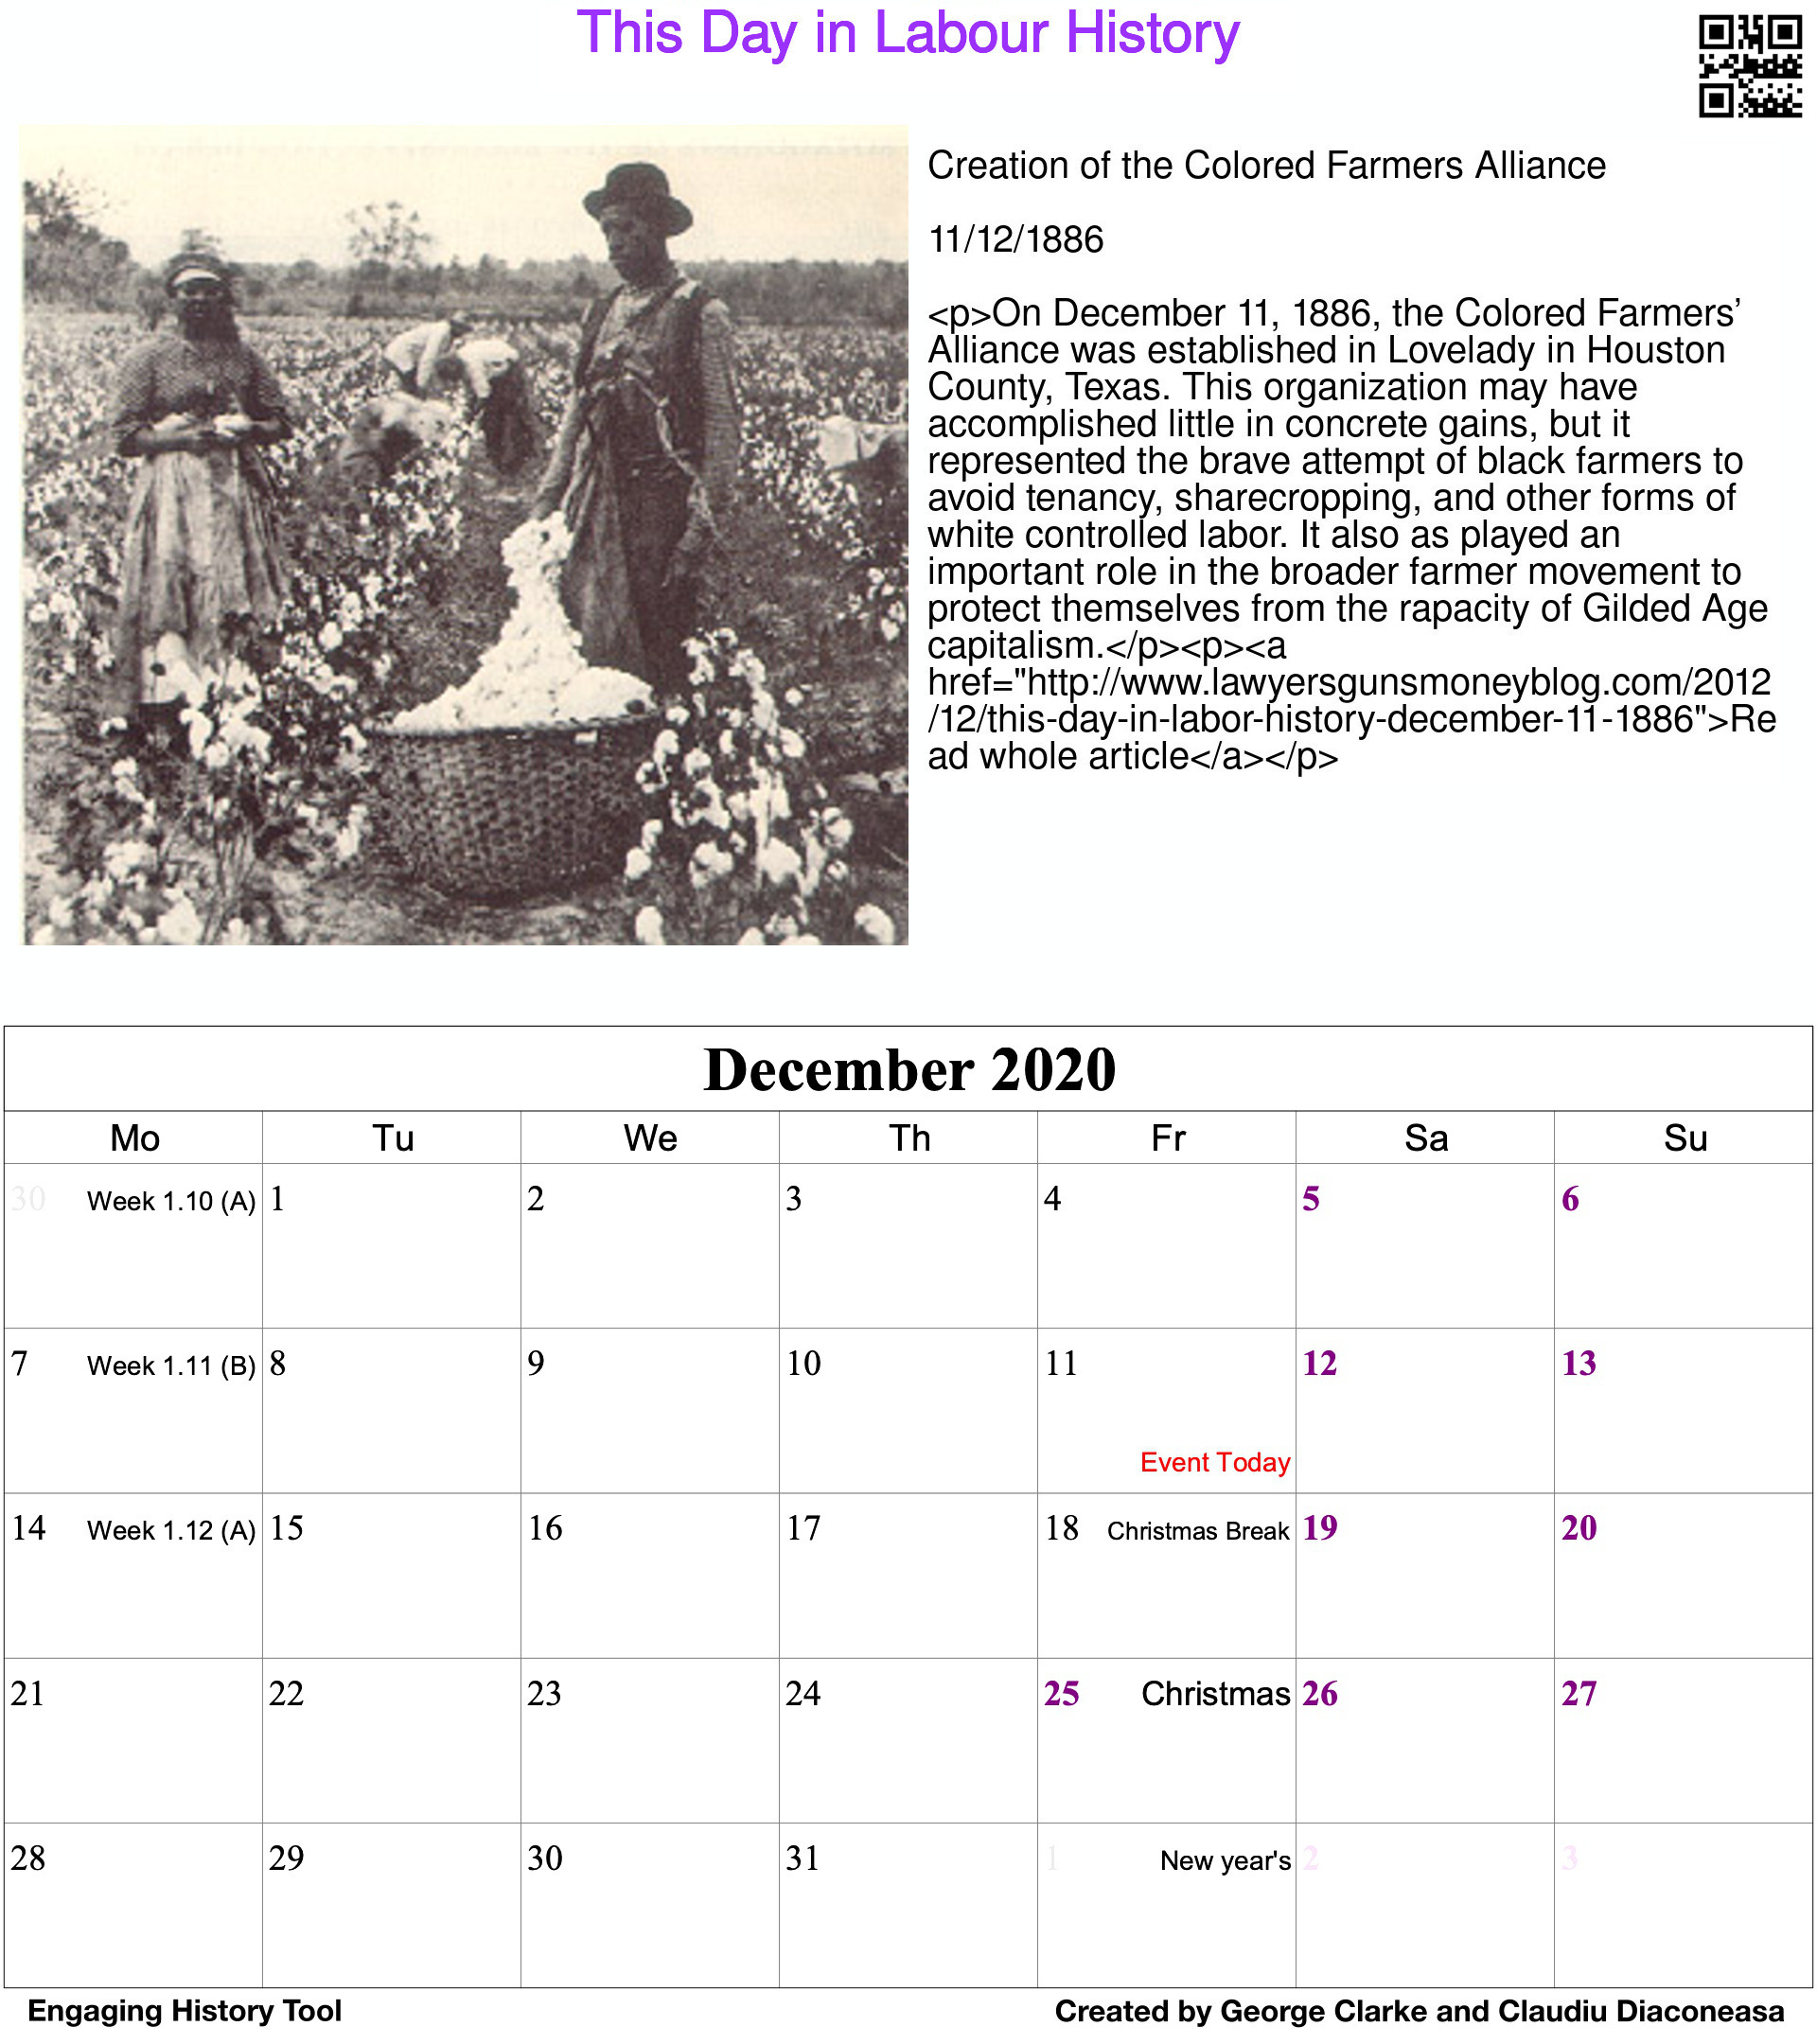 This Day in Labour History
Creation of the Colored Farmers Alliance
11/12/1886
<p>On December 11, 1886, the Colored Farmers’
Alliance was established in Lovelady in Houston
County, Texas. This organization may have
accomplished little in concrete gains, but it
represented the brave attempt of black farmers to
avoid tenancy, sharecropping, and other forms of
white controlled labor. It also as played an
important role in the broader farmer movement to
protect themselves from the rapacity of Gilded Age
capitalism.</p><p><a
href="http://www.lawyersgunsmoneyblog.com/2012
/12/this-day-in-labor-history-december-11-1886">Re
ad whole article</a></p>
December 2020
Mo Tu We Th Fr Sa Su
30 Week 1.10 (A) 1 2 3 4 5 6
7 Week 1.11 (B) 8 9 10 11 12 13
Event Today
14 Week 1.12 (A) 15 16 17 18 Christmas Break 19 20
21 22 23 24 25 Christmas 26 27
28 29 30 31 1 New year's 2 3
Engaging History Tool Created by George Clarke and Claudiu Diaconeasa